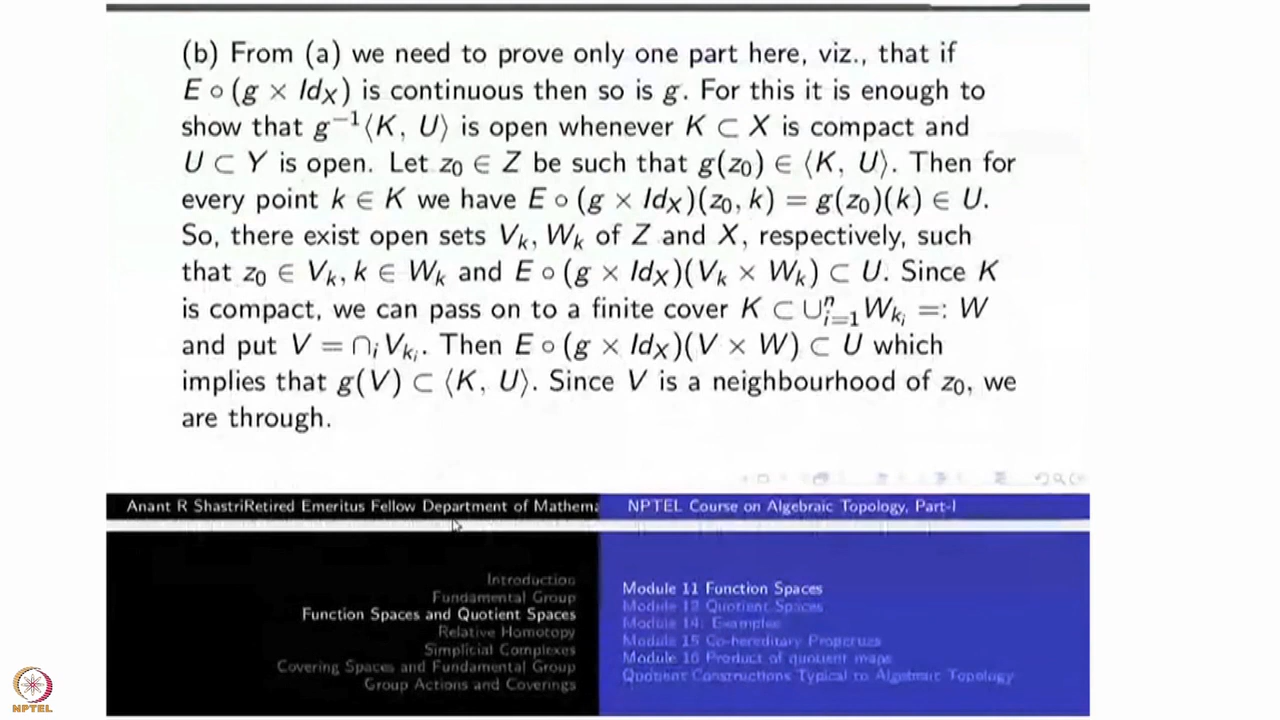 (b) From (a) we need to prove only one part here, viz., that if
E ∘ (g × Id_X) is continuous then so is g. For this it is enough to
show that g⁻¹⟨K, U⟩ is open whenever K ⊂ X is compact and
U ⊂ Y is open. Let z₀ ∈ Z be such that g(z₀) ∈ ⟨K, U⟩. Then for
every point k ∈ K we have E ∘ (g × Id_X)(z₀, k) = g(z₀)(k) ∈ U.
So, there exist open sets V_k, W_k of Z and X, respectively, such
that z₀ ∈ V_k, k ∈ W_k and E ∘ (g × Id_X)(V_k × W_k) ⊂ U. Since K
is compact, we can pass on to a finite cover K ⊂ ∪ⁿ_{i=1} W_{k_i} =: W
and put V = ∩_i V_{k_i}. Then E ∘ (g × Id_X)(V × W) ⊂ U which
implies that g(V) ⊂ ⟨K, U⟩. Since V is a neighbourhood of z₀, we
are through.
Anant R ShastriRetired Emeritus Fellow Department of Mathema
NPTEL Course on Algebraic Topology, Part-I
Introduction
Fundamental Group
Function Spaces and Quotient Spaces
Relative Homotopy
Simplicial Complexes
Covering Spaces and Fundamental Group
Group Actions and Coverings
Module 11 Function Spaces
Module 13 Quotient Spaces
Module 14: Examples
Module 15 Co-hereditary Properties
Module 16 Product of quotient maps
Quotient Constructions Typical to Algebraic Topology
NPTEL